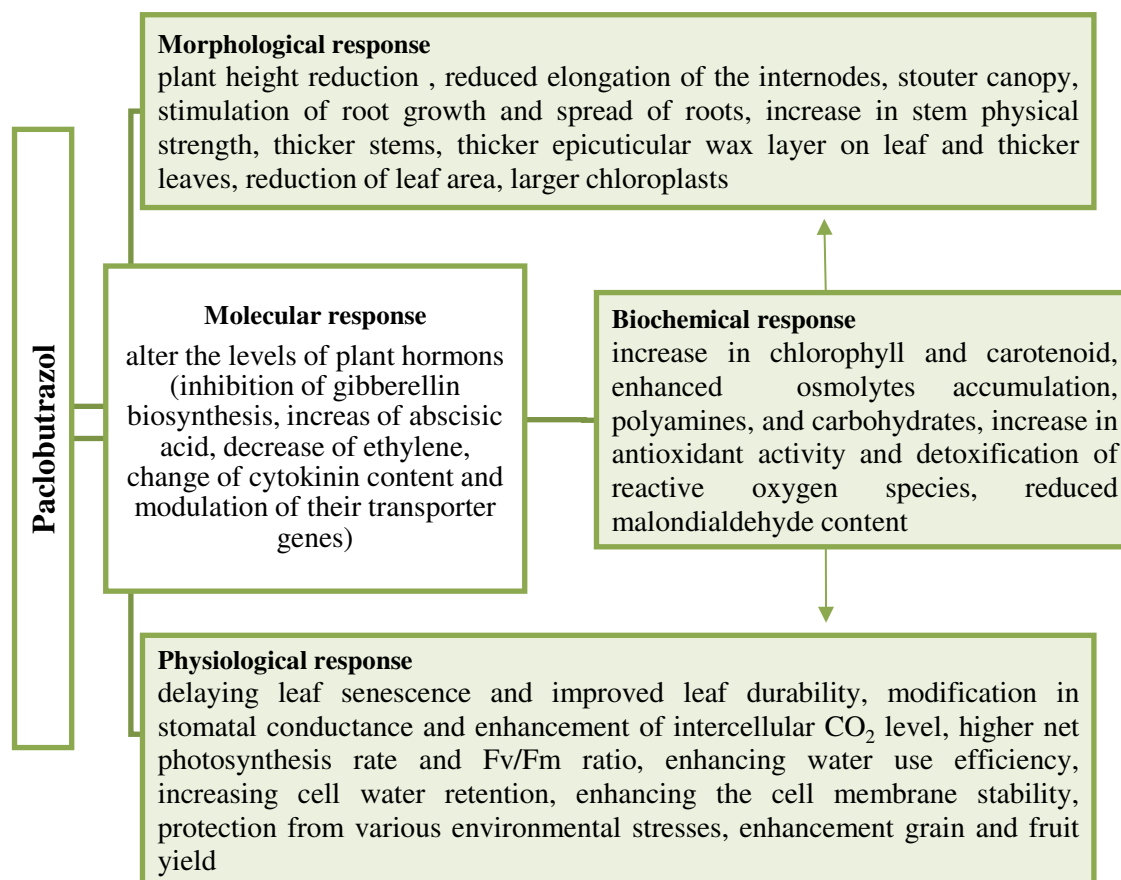 Paclobutrazol
Morphological response
plant height reduction , reduced elongation of the internodes, stouter canopy,
stimulation of root growth and spread of roots, increase in stem physical
strength, thicker stems, thicker epicuticular wax layer on leaf and thicker
leaves, reduction of leaf area, larger chloroplasts
Molecular response
alter the levels of plant hormons
(inhibition of gibberellin
biosynthesis, increas of abscisic
acid, decrease of ethylene,
change of cytokinin content and
modulation of their transporter
genes)
Biochemical response
increase in chlorophyll and carotenoid,
enhanced osmolytes accumulation,
polyamines, and carbohydrates, increase in
antioxidant activity and detoxification of
reactive oxygen species, reduced
malondialdehyde content
Physiological response
delaying leaf senescence and improved leaf durability, modification in
stomatal conductance and enhancement of intercellular CO₂ level, higher net
photosynthesis rate and Fv/Fm ratio, enhancing water use efficiency,
increasing cell water retention, enhancing the cell membrane stability,
protection from various environmental stresses, enhancement grain and fruit
yield